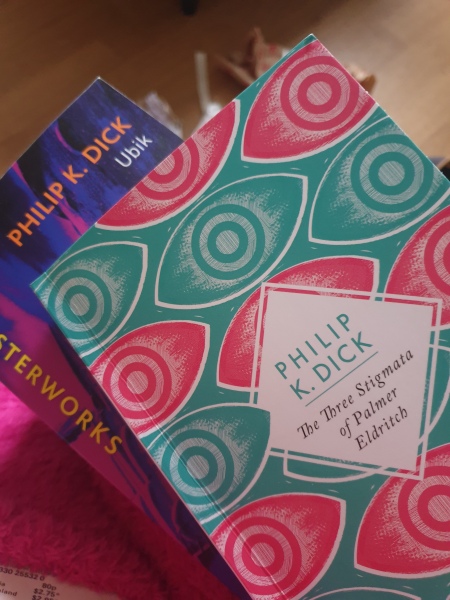 PHILIP K. DICK
Ubik
STERWORKS
PHILIP
K. DICK
The Three Stigmata
of Palmer
Eldritch